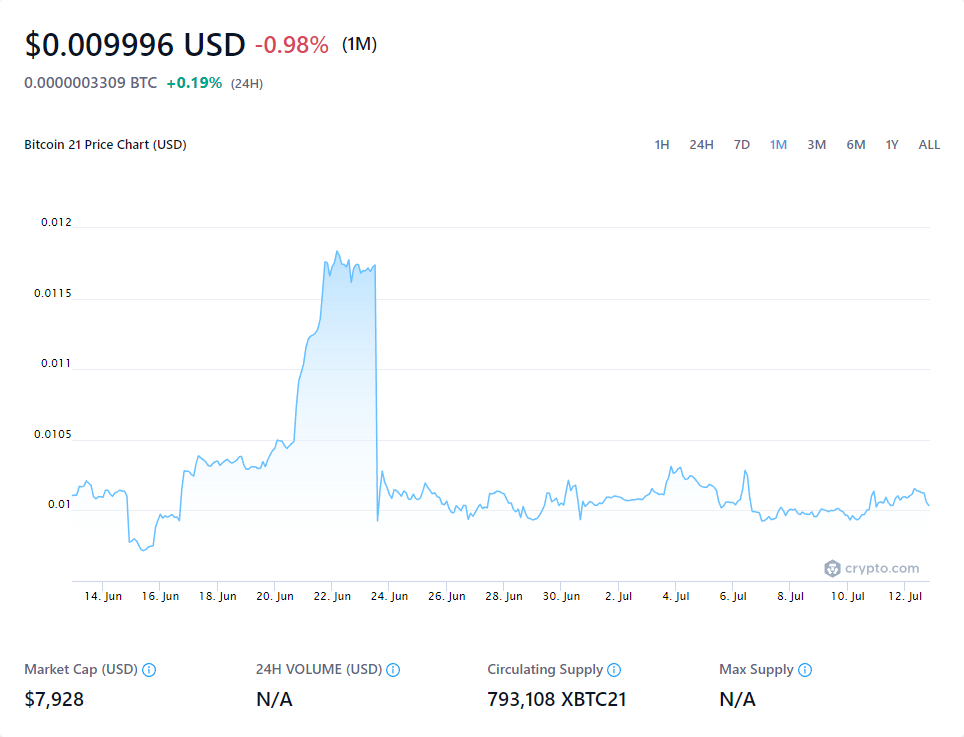 $0.009996 USD -0.98% (1M)
0.0000003309 BTC +0.19% (24H)
Bitcoin 21 Price Chart (USD) 1H 24H 7D 1M 3M 6M 1Y ALL
0.012
0.0115
0.011
0.0105
0.01
crypto.com
14. Jun 16. Jun 18. Jun 20. Jun 22. Jun 24. Jun 26. Jun 28. Jun 30. Jun 2. Jul 4. Jul 6. Jul 8. Jul 10. Jul 12. Jul
Market Cap (USD) 24H VOLUME (USD) Circulating Supply Max Supply
$7,928 N/A 793,108 XBTC21 N/A